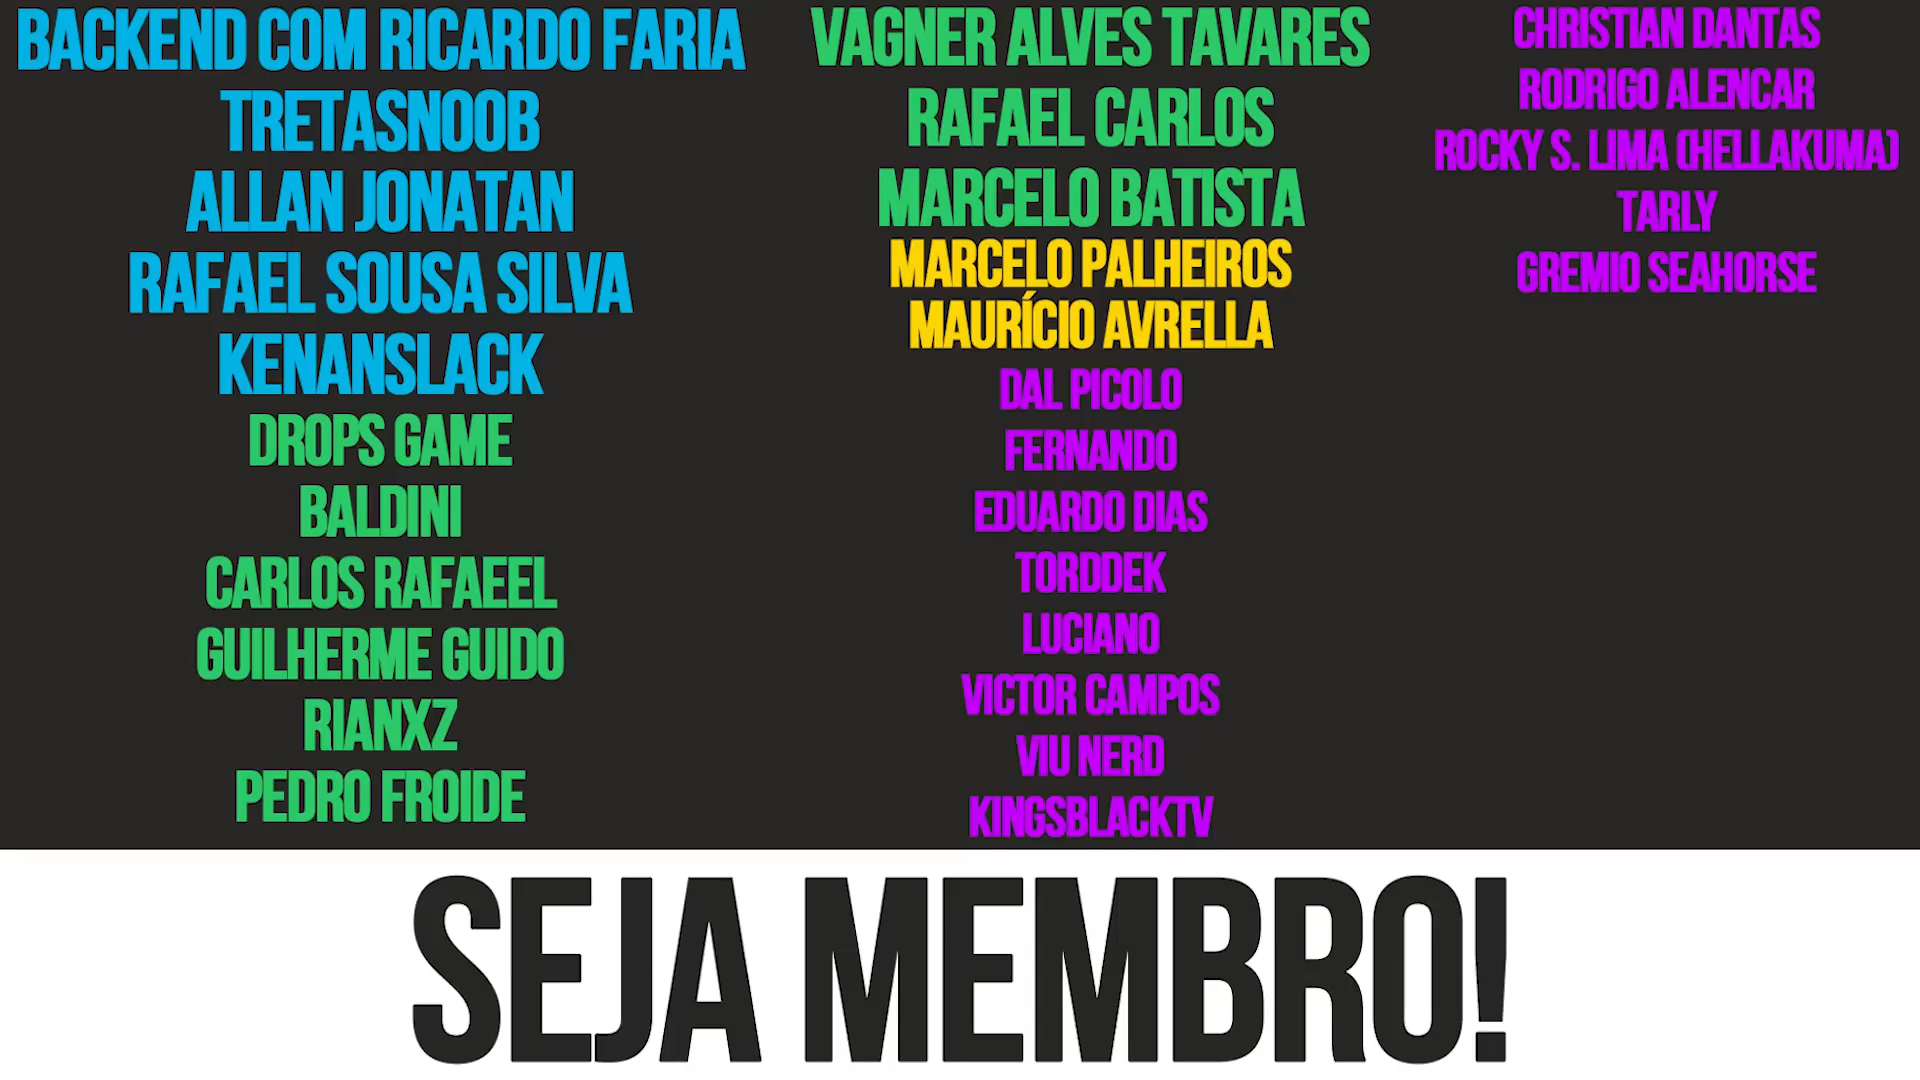 BACKEND COM RICARDO FARIA
TRETASNOOB
ALLAN JONATAN
RAFAEL SOUSA SILVA
KENANSLACK
DROPS GAME
BALDINI
CARLOS RAFAEEL
GUILHERME GUIDO
RIANXZ
PEDRO FROIDE
VAGNER ALVES TAVARES
RAFAEL CARLOS
MARCELO BATISTA
MARCELO PALHEIROS
MAURÍCIO AVRELLA
DAL PICOLO
FERNANDO
EDUARDO DIAS
TORDDEK
LUCIANO
VICTOR CAMPOS
VIU NERD
KINGSBLACKTV
CHRISTIAN DANTAS
RODRIGO ALENCAR
ROCKY S. LIMA (HELLAKUMA)
TARLY
GREMIO SEAHORSE
SEJA MEMBRO!